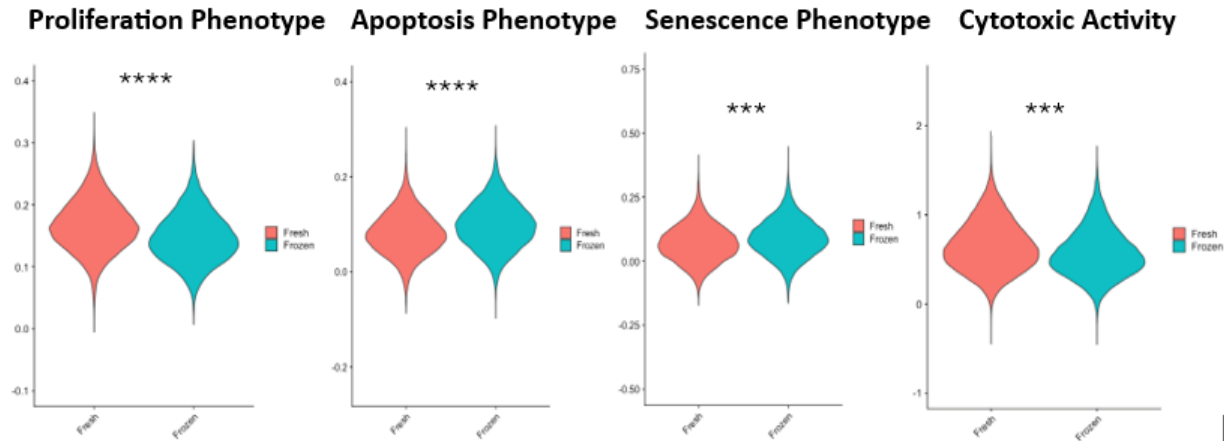 Proliferation Phenotype
Apoptosis Phenotype
Senescence Phenotype
Cytotoxic Activity
****
0.4
0.3
0.2
0.1
0.0
-0.1
Fresh
Frozen
Fresh
Frozen
****
0.4
0.2
0.0
-0.2
Fresh
Frozen
Fresh
Frozen
***
0.75
0.50
0.25
0.00
-0.25
-0.50
Fresh
Frozen
Fresh
Frozen
***
2
1
0
-1
Fresh
Frozen
Fresh
Frozen